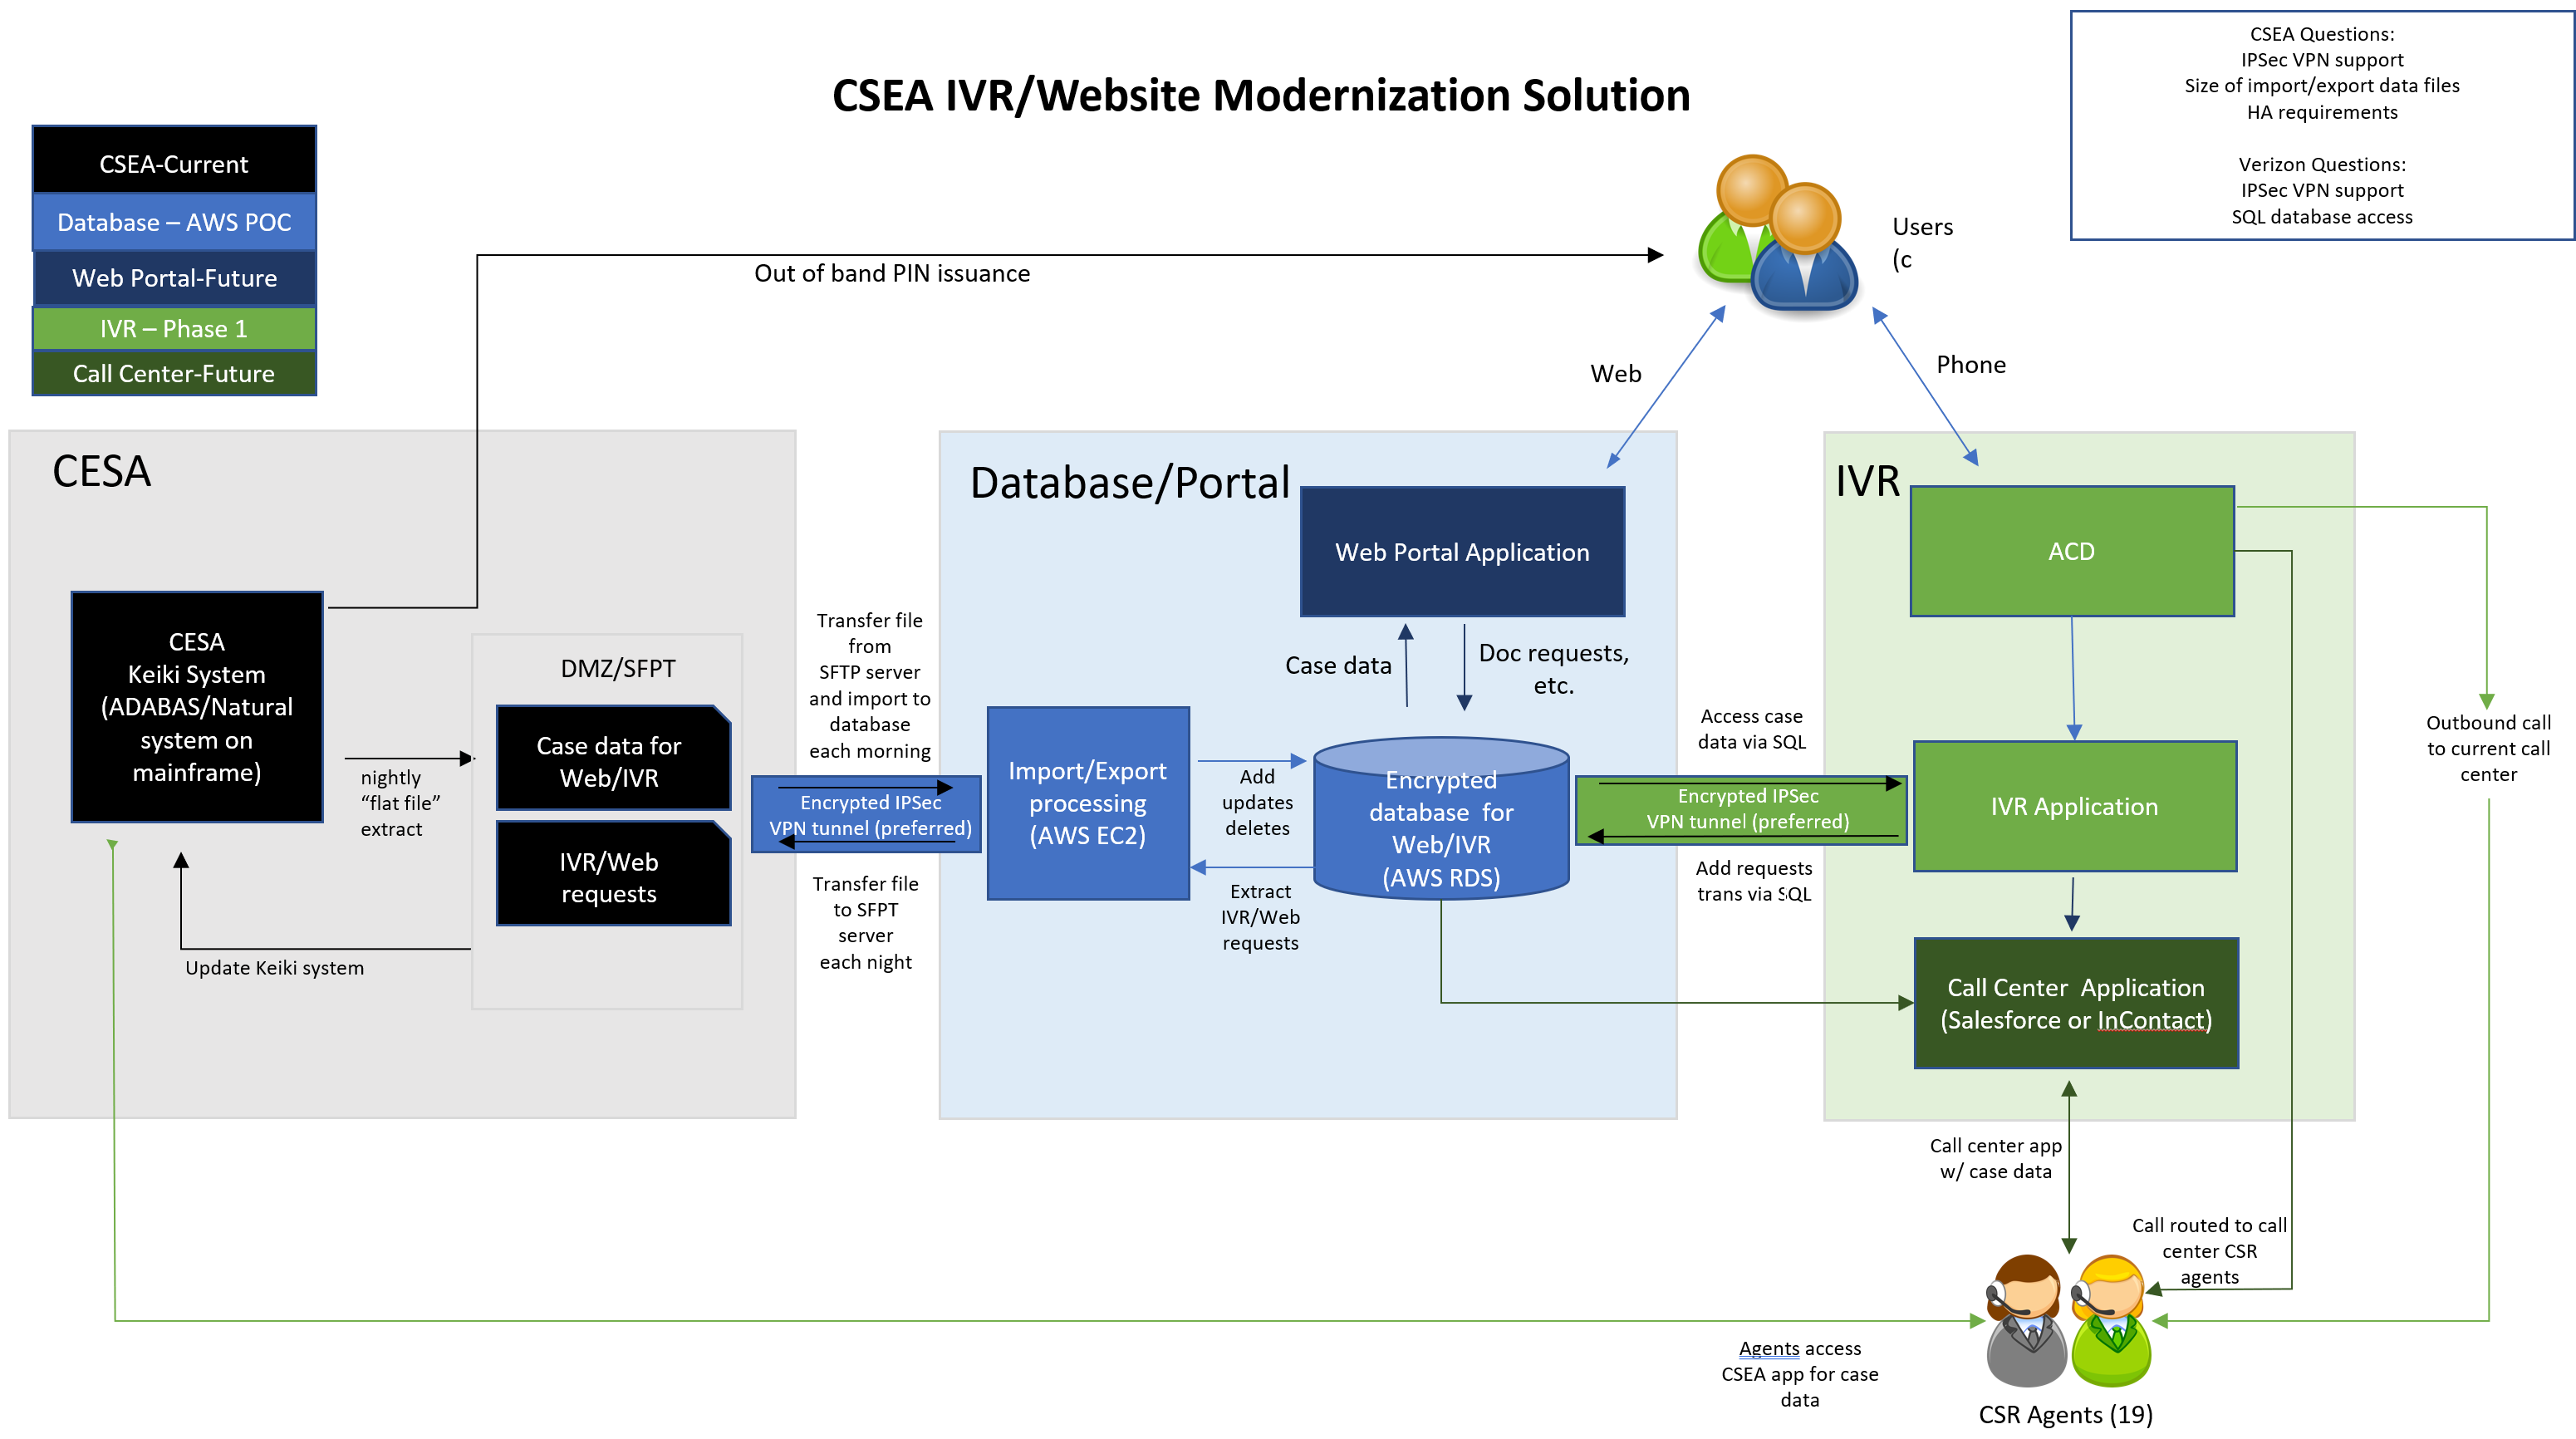 CSEA Questions:
IPSec VPN support
Size of import/export data files
HA requirements
Verizon Questions:
IPSec VPN support
SQL database access
CSEA IVR/Website Modernization Solution
CSEA-Current
Database – AWS POC
Web Portal-Future
IVR – Phase 1
Call Center-Future
Users
(c
Out of band PIN issuance
Web
Phone
CESA
CESA
Keiki System
(ADABAS/Natural
system on
mainframe)
nightly
“flat file”
extract
Update Keiki system
DMZ/SFPT
Case data for
Web/IVR
IVR/Web
requests
Transfer file
from
SFTP server
and import to
database
each morning
Encrypted IPSec
VPN tunnel (preferred)
Transfer file
to SFPT
server
each night
Database/Portal
Web Portal Application
Case data
Doc requests,
etc.
Import/Export
processing
(AWS EC2)
Add
updates
deletes
Extract
IVR/Web
requests
Encrypted
database for
Web/IVR
(AWS RDS)
Access case
data via SQL
Encrypted IPSec
VPN tunnel (preferred)
Add requests
trans via SQL
IVR
ACD
IVR Application
Call Center Application
(Salesforce or InContact)
Outbound call
to current call
center
Call center app
w/ case data
Call routed to call
center CSR
agents
Agents access
CSEA app for case
data
CSR Agents (19)